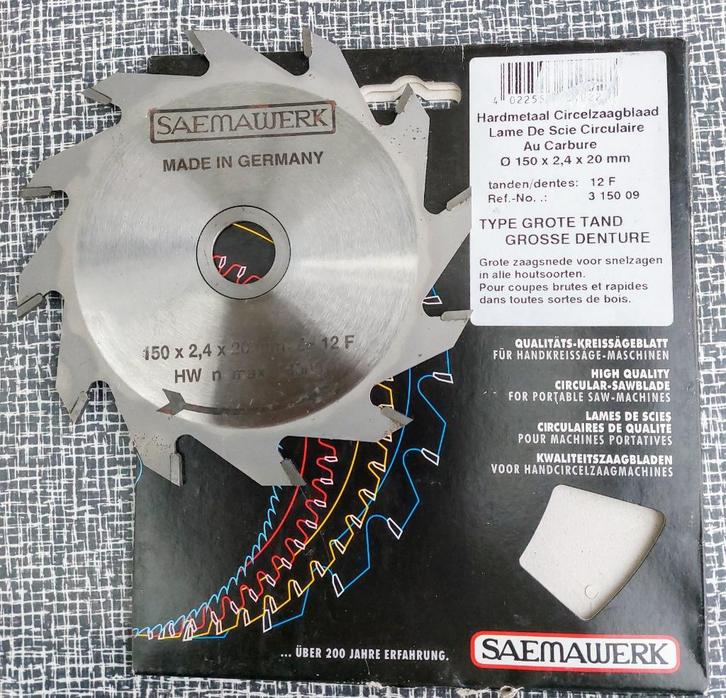 SAEMAWERK
MADE IN GERMANY
150 x 2,4 x 20 12 F
HW n max
Hardmetaal Circelzaagblaad
Lame De Scie Circulaire
Au Carbure
Ø 150 x 2,4 x 20 mm
tanden/dentes: 12 F
Ref.-No. .: 3 150 09
TYPE GROTE TAND
GROSSE DENTURE
Grote zaagsnede voor snelzagen
in alle houtsoorten.
Pour coupes brutes et rapides
dans toutes sortes de bois.
QUALITÄTS-KREISSÄGEBLATT
FÜR HANDKREISSÄGE-MASCHINEN
HIGH QUALITY
CIRCULAR-SAWBLADE
FOR PORTABLE SAW-MACHINES
LAMES DE SCIES
CIRCULAIRES DE QUALITE
POUR MACHINES PORTATIVES
KWALITEITSZAAGBLADEN
VOOR HANDCIRCELZAAGMACHINES
... ÜBER 200 JAHRE ERFAHRUNG.
SAEMAWERK